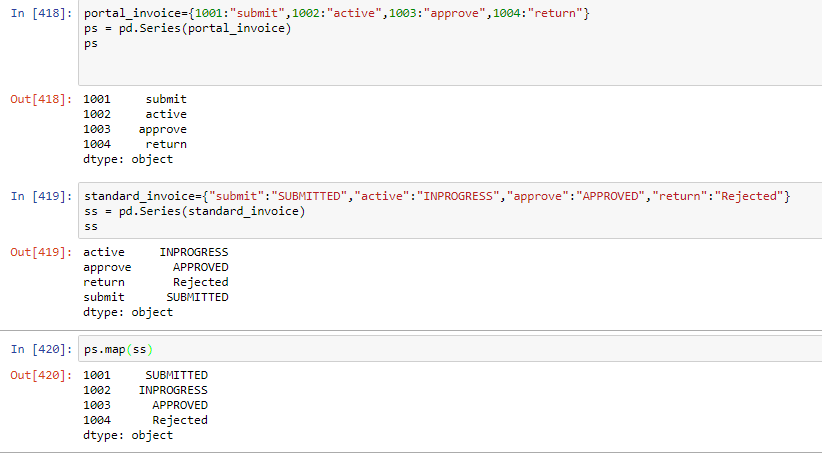 In [418]: portal_invoice={1001:"submit",1002:"active",1003:"approve",1004:"return"}
ps = pd.Series(portal_invoice)
ps
Out[418]: 1001 submit
1002 active
1003 approve
1004 return
dtype: object
In [419]: standard_invoice={"submit":"SUBMITTED","active":"INPROGRESS","approve":"APPROVED","return":"Rejected"}
ss = pd.Series(standard_invoice)
ss
Out[419]: active INPROGRESS
approve APPROVED
return Rejected
submit SUBMITTED
dtype: object
In [420]: ps.map(ss)
Out[420]: 1001 SUBMITTED
1002 INPROGRESS
1003 APPROVED
1004 Rejected
dtype: object